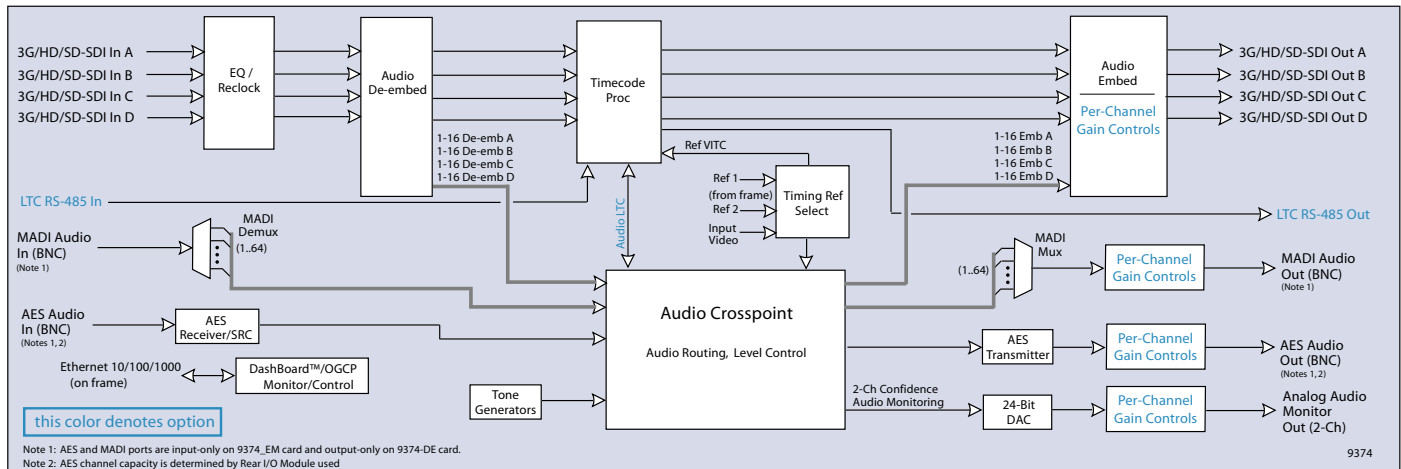 3G/HD/SD-SDI In A
3G/HD/SD-SDI In B
3G/HD/SD-SDI In C
3G/HD/SD-SDI In D
EQ /
Reclock
Audio
De-embed
Timecode
Proc
Audio
Embed
Per-Channel
Gain Controls
3G/HD/SD-SDI Out A
3G/HD/SD-SDI Out B
3G/HD/SD-SDI Out C
3G/HD/SD-SDI Out D
1-16 De-emb A
1-16 De-emb B
1-16 De-emb C
1-16 De-emb D
Ref VITC
1-16 Emb A
1-16 Emb B
1-16 Emb C
1-16 Emb D
Ref 1
(from frame)
Ref 2
Input
Video
Timing Ref
Select
LTC RS-485 In
Audio LTC
LTC RS-485 Out
MADI Audio
In (BNC)
(Note 1)
MADI
Demux
(1..64)
MADI
Mux
(1..64)
Per-Channel
Gain Controls
MADI Audio
Out (BNC)
(Note 1)
Audio Crosspoint
Audio Routing, Level Control
AES Audio
In (BNC)
(Notes 1, 2)
AES
Receiver/SRC
AES
Transmitter
Per-Channel
Gain Controls
AES Audio
Out (BNC)
(Notes 1, 2)
Ethernet 10/100/1000
(on frame)
DashBoard™/OGCP
Monitor/Control
Tone
Generators
2-Ch Confidence
Audio Monitoring
24-Bit
DAC
Per-Channel
Gain Controls
Analog Audio
Monitor
Out (2-Ch)
this color denotes option
Note 1: AES and MADI ports are input-only on 9374_EM card and output-only on 9374-DE card.
Note 2: AES channel capacity is determined by Rear I/O Module used
9374